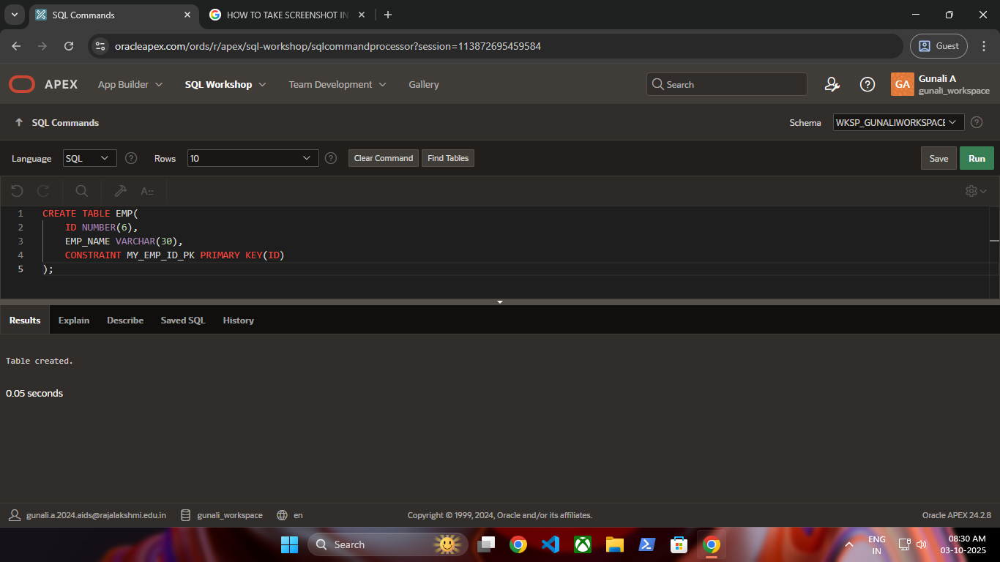 SQL Commands
HOW TO TAKE SCREENSHOT IN
oracleapex.com/ords/r/apex/sql-workshop/sqlcommandprocessor?session=113872695459584
Guest
APEX
App Builder
SQL Workshop
Team Development
Gallery
Search
GA
Gunali A
gunali_workspace
SQL Commands
Schema
WKSP_GUNALIWORKSPACE
Language
SQL
Rows
10
Clear Command
Find Tables
Save
Run
1 CREATE TABLE EMP(
2 ID NUMBER(6),
3 EMP_NAME VARCHAR(30),
4 CONSTRAINT MY_EMP_ID_PK PRIMARY KEY(ID)
5 );
Results
Explain
Describe
Saved SQL
History
Table created.
0.05 seconds
gunali.a.2024.aids@rajalakshmi.edu.in
gunali_workspace
en
Copyright © 1999, 2024, Oracle and/or its affiliates.
Oracle APEX 24.2.8
Search
ENG
IN
08:30 AM
03-10-2025